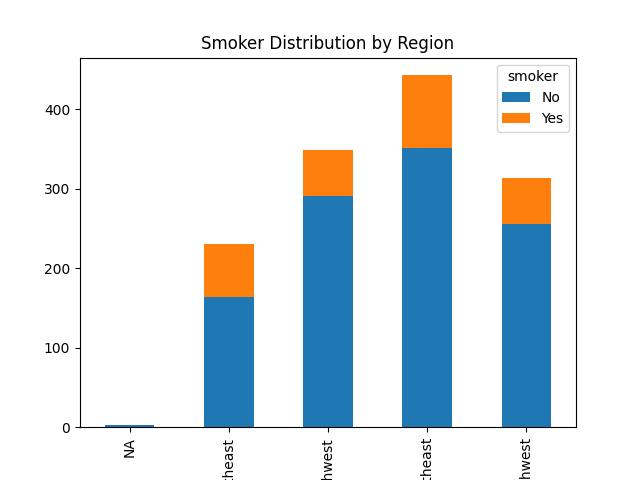 Smoker Distribution by Region
smoker
No
Yes
400
300
200
100
0
NA
theast
hwest
theast
hwest